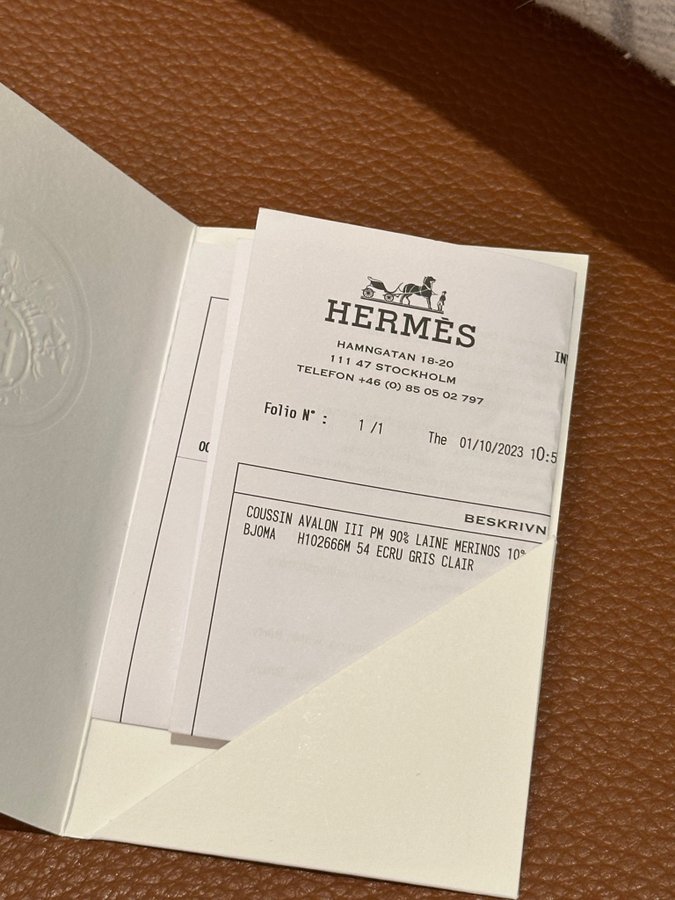 HERMÈS
HAMNGATAN 18-20
111 47 STOCKHOLM
TELEFON +46 (0) 85 05 02 797
Folio N° : 1 /1 The 01/10/2023 10:5
BESKRIVN
COUSSIN AVALON III PM 90% LAINE MERINOS 10%
BJOMA H102666M 54 ECRU GRIS CLAIR